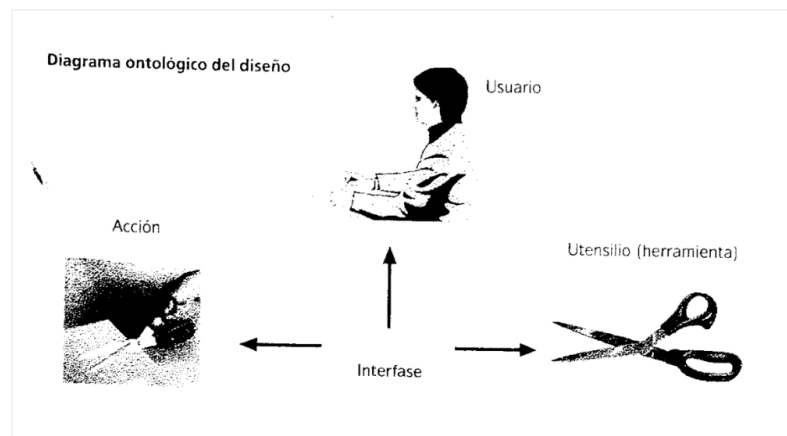 Diagrama ontológico del diseño
Usuario
Acción
Utensilio (herramienta)
Interfase